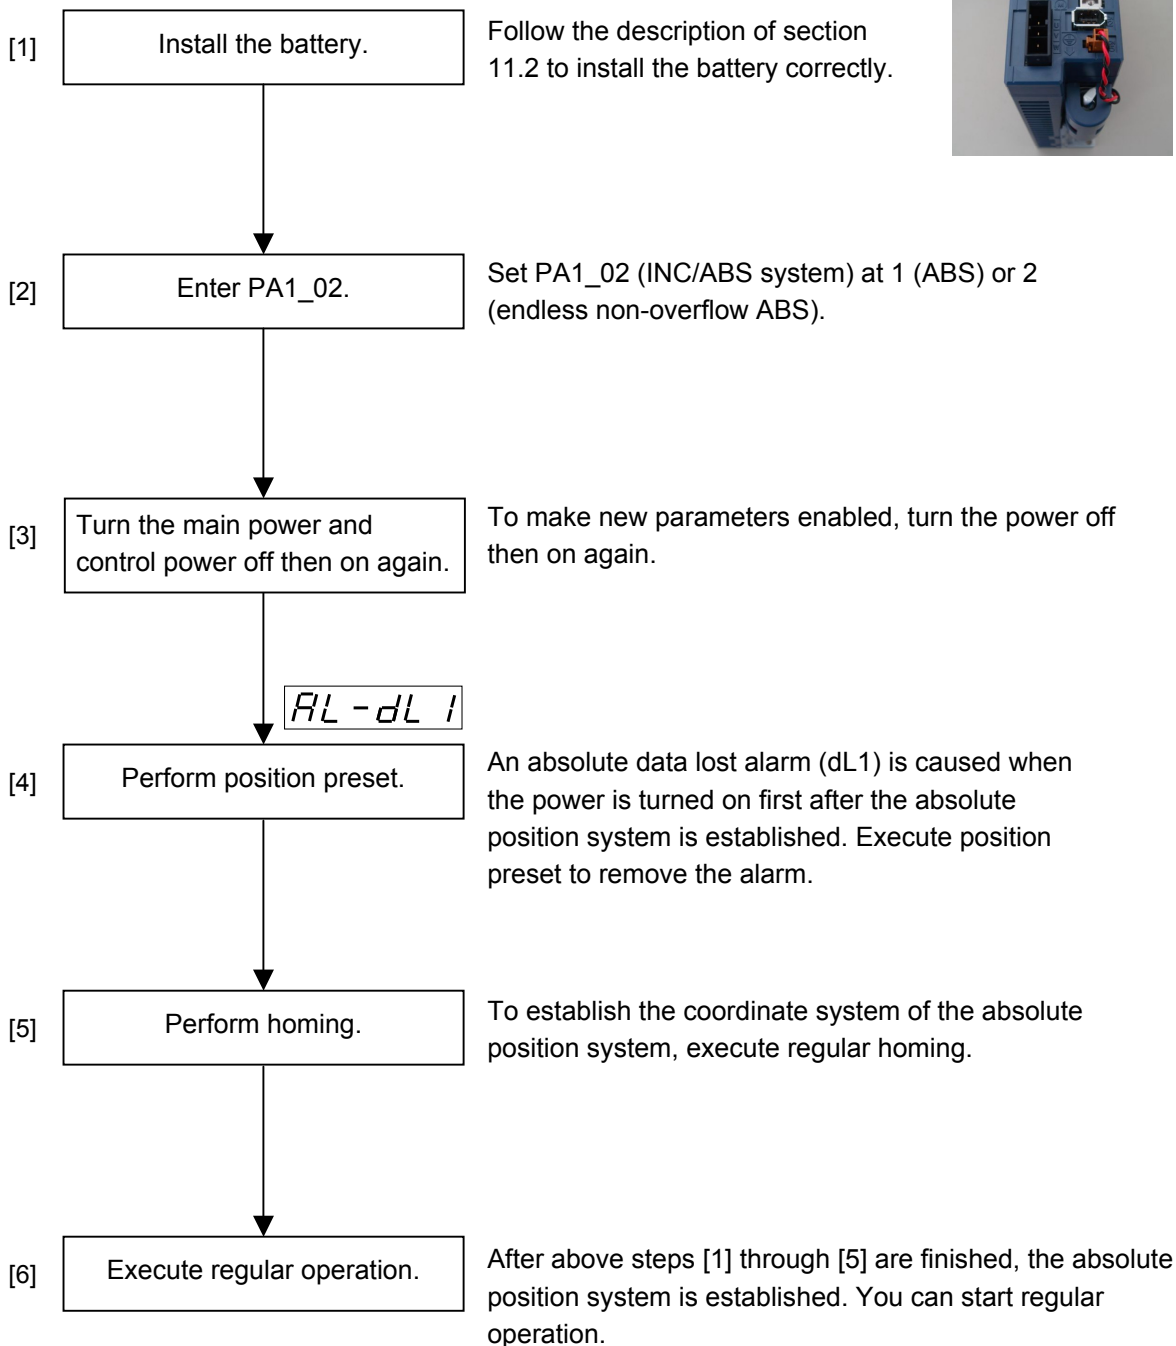 [1]
Install the battery.
Follow the description of section
11.2 to install the battery correctly.
[2]
Enter PA1_02.
Set PA1_02 (INC/ABS system) at 1 (ABS) or 2
(endless non-overflow ABS).
[3]
Turn the main power and
control power off then on again.
To make new parameters enabled, turn the power off
then on again.
AL-dL1
[4]
Perform position preset.
An absolute data lost alarm (dL1) is caused when
the power is turned on first after the absolute
position system is established. Execute position
preset to remove the alarm.
[5]
Perform homing.
To establish the coordinate system of the absolute
position system, execute regular homing.
[6]
Execute regular operation.
After above steps [1] through [5] are finished, the absolute
position system is established. You can start regular
operation.